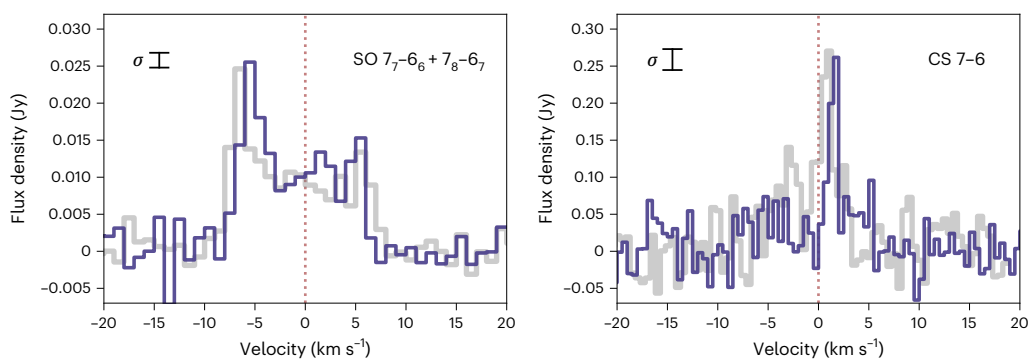 0.030
0.025
0.020
0.015
0.010
0.005
0
−0.005
Flux density (Jy)
σ
SO 7₇−6₆ + 7₈−6₇
−20 −15 −10 −5 0 5 10 15 20
Velocity (km s⁻¹)
0.30
0.25
0.20
0.15
0.10
0.50
0
−0.05
Flux density (Jy)
σ
CS 7−6
−20 −15 −10 −5 0 5 10 15 20
Velocity (km s⁻¹)